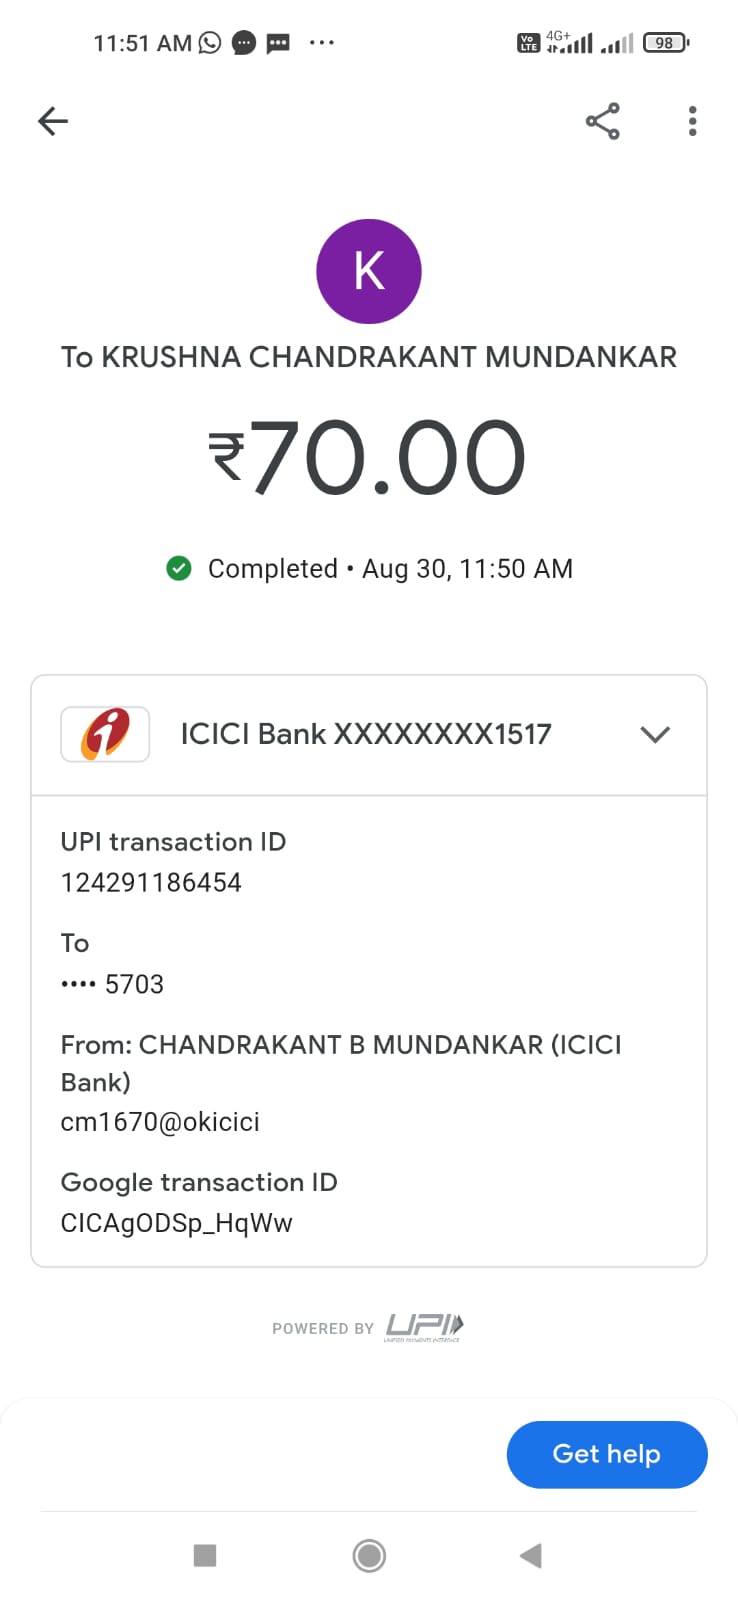 11:51 AM
Vo LTE 4G+ 98
K
To KRUSHNA CHANDRAKANT MUNDANKAR
₹70.00
Completed • Aug 30, 11:50 AM
ICICI Bank XXXXXXXX1517
UPI transaction ID
124291186454
To
•••• 5703
From: CHANDRAKANT B MUNDANKAR (ICICI
Bank)
cm1670@okicici
Google transaction ID
CICAgODSp_HqWw
POWERED BY UPI
UNIFIED PAYMENTS INTERFACE
Get help